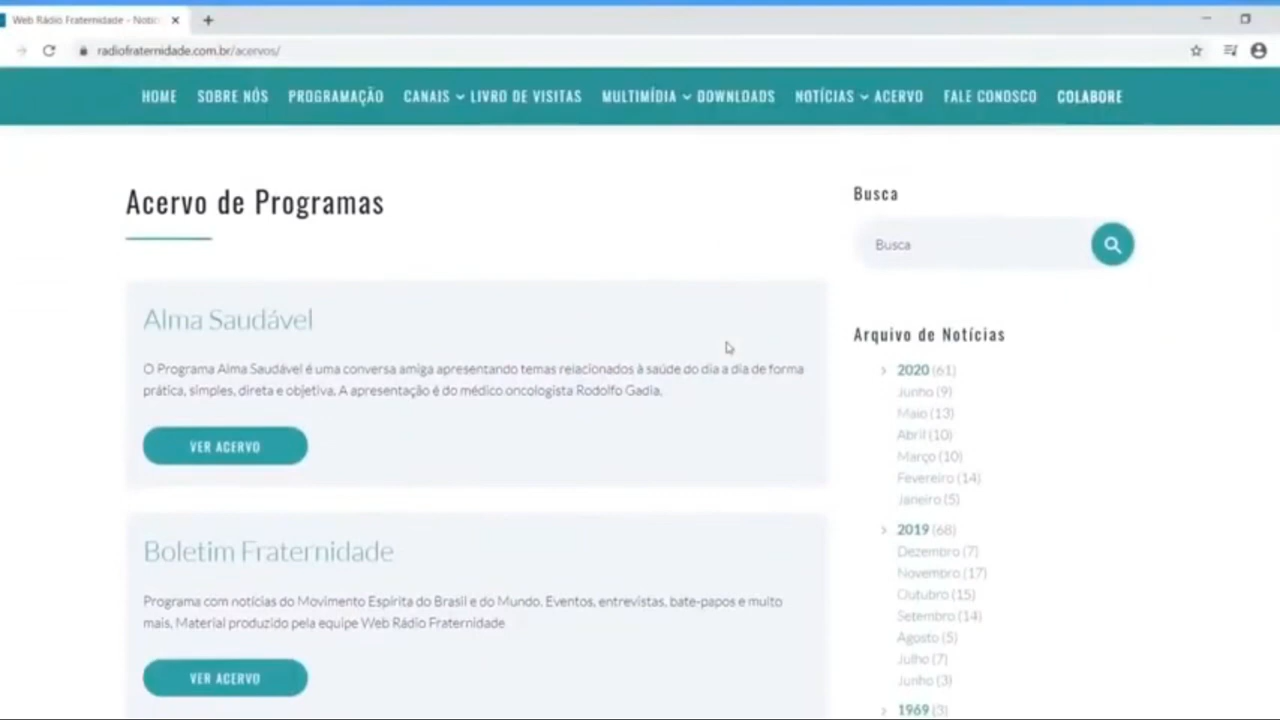 Web Rádio Fraternidade - Notíc
radiofraternidade.com.br/acervos/
HOME SOBRE NÓS PROGRAMAÇÃO CANAIS LIVRO DE VISITAS MULTIMÍDIA DOWNLOADS NOTÍCIAS ACERVO FALE CONOSCO COLABORE
Acervo de Programas
Alma Saudável
O Programa Alma Saudável é uma conversa amiga apresentando temas relacionados à saúde do dia a dia de forma
prática, simples, direta e objetiva. A apresentação é do médico oncologista Rodolfo Gadia.
VER ACERVO
Boletim Fraternidade
Programa com notícias do Movimento Espírita do Brasil e do Mundo. Eventos, entrevistas, bate-papos e muito
mais. Material produzido pela equipe Web Rádio Fraternidade
VER ACERVO
Busca
Busca
Arquivo de Notícias
2020 (61)
Junho (9)
Maio (13)
Abril (10)
Março (10)
Fevereiro (14)
Janeiro (5)
2019 (68)
Dezembro (7)
Novembro (17)
Outubro (15)
Setembro (14)
Agosto (5)
Julho (7)
Junho (3)
1969 (3)